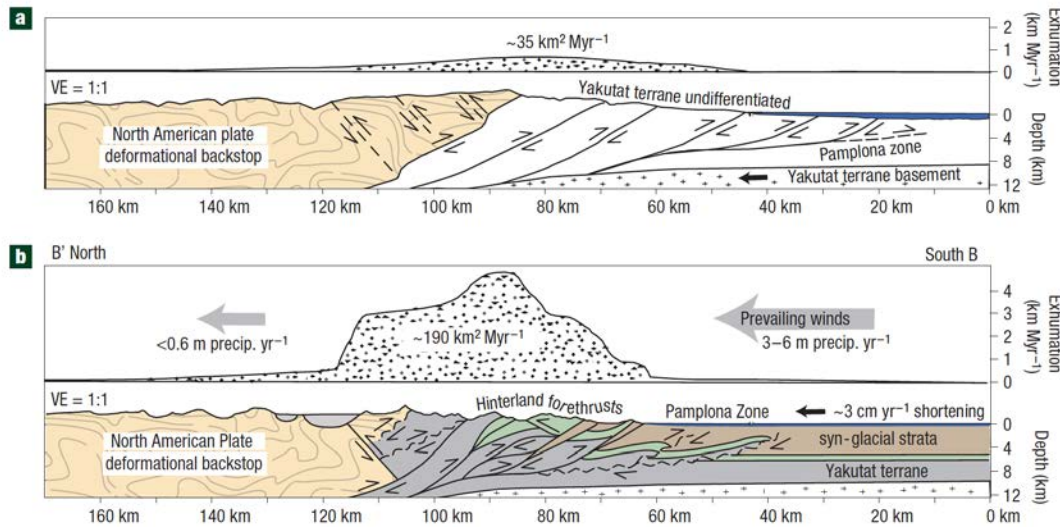 a
~35 km² Myr⁻¹
2
1
0
Exhumation
(km Myr⁻¹)
VE = 1:1
Yakutat terrane undifferentiated
North American plate
deformational backstop
Pamplona zone
Yakutat terrane basement
0
4
8
12
Depth (km)
160 km
140 km
120 km
100 km
80 km
60 km
40 km
20 km
0 km
b
B’ North
South B
<0.6 m precip. yr⁻¹
~190 km² Myr⁻¹
Prevailing winds
3–6 m precip. yr⁻¹
4
3
2
1
0
Exhumation
(km Myr⁻¹)
VE = 1:1
Hinterland forethrusts
Pamplona Zone
~3 cm yr⁻¹ shortening
North American Plate
deformational backstop
syn-glacial strata
Yakutat terrane
0
4
8
12
Depth (km)
160 km
140 km
120 km
100 km
80 km
60 km
40 km
20 km
0 km